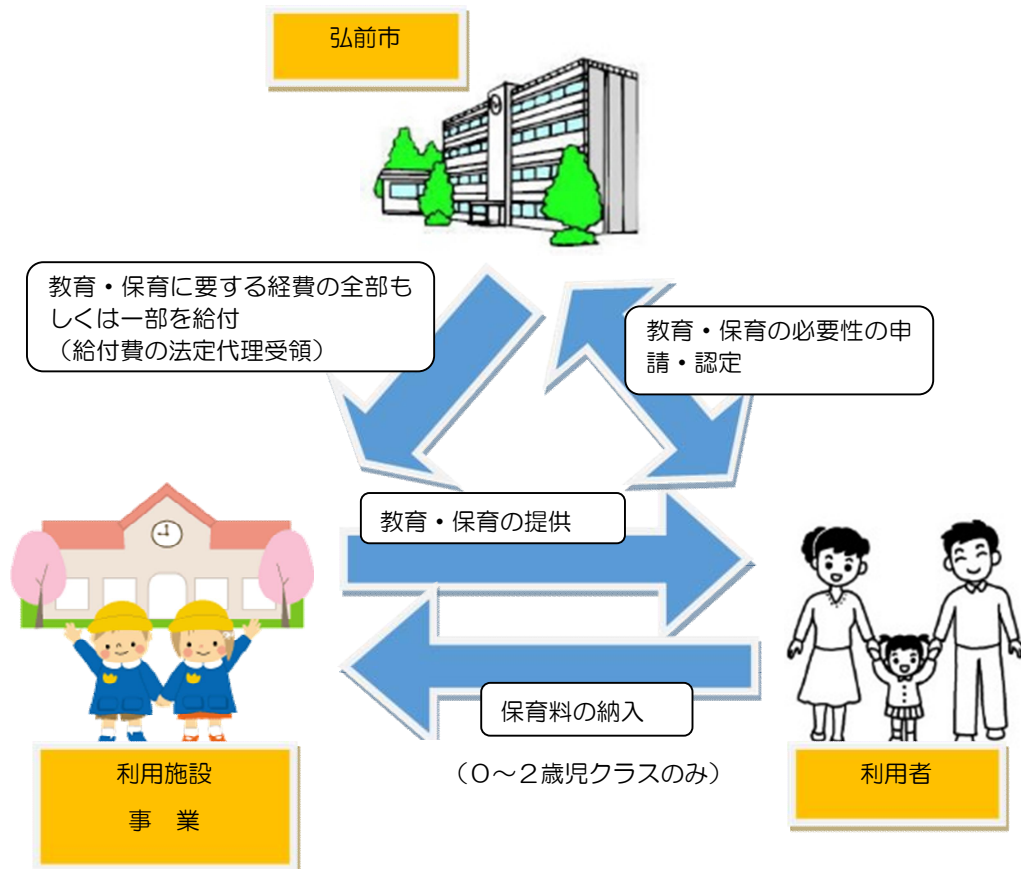 弘前市
教育・保育に要する経費の全部も
しくは一部を給付
（給付費の法定代理受領）
教育・保育の必要性の申
請・認定
教育・保育の提供
保育料の納入
（０～２歳児クラスのみ）
利用施設
事　業
利用者